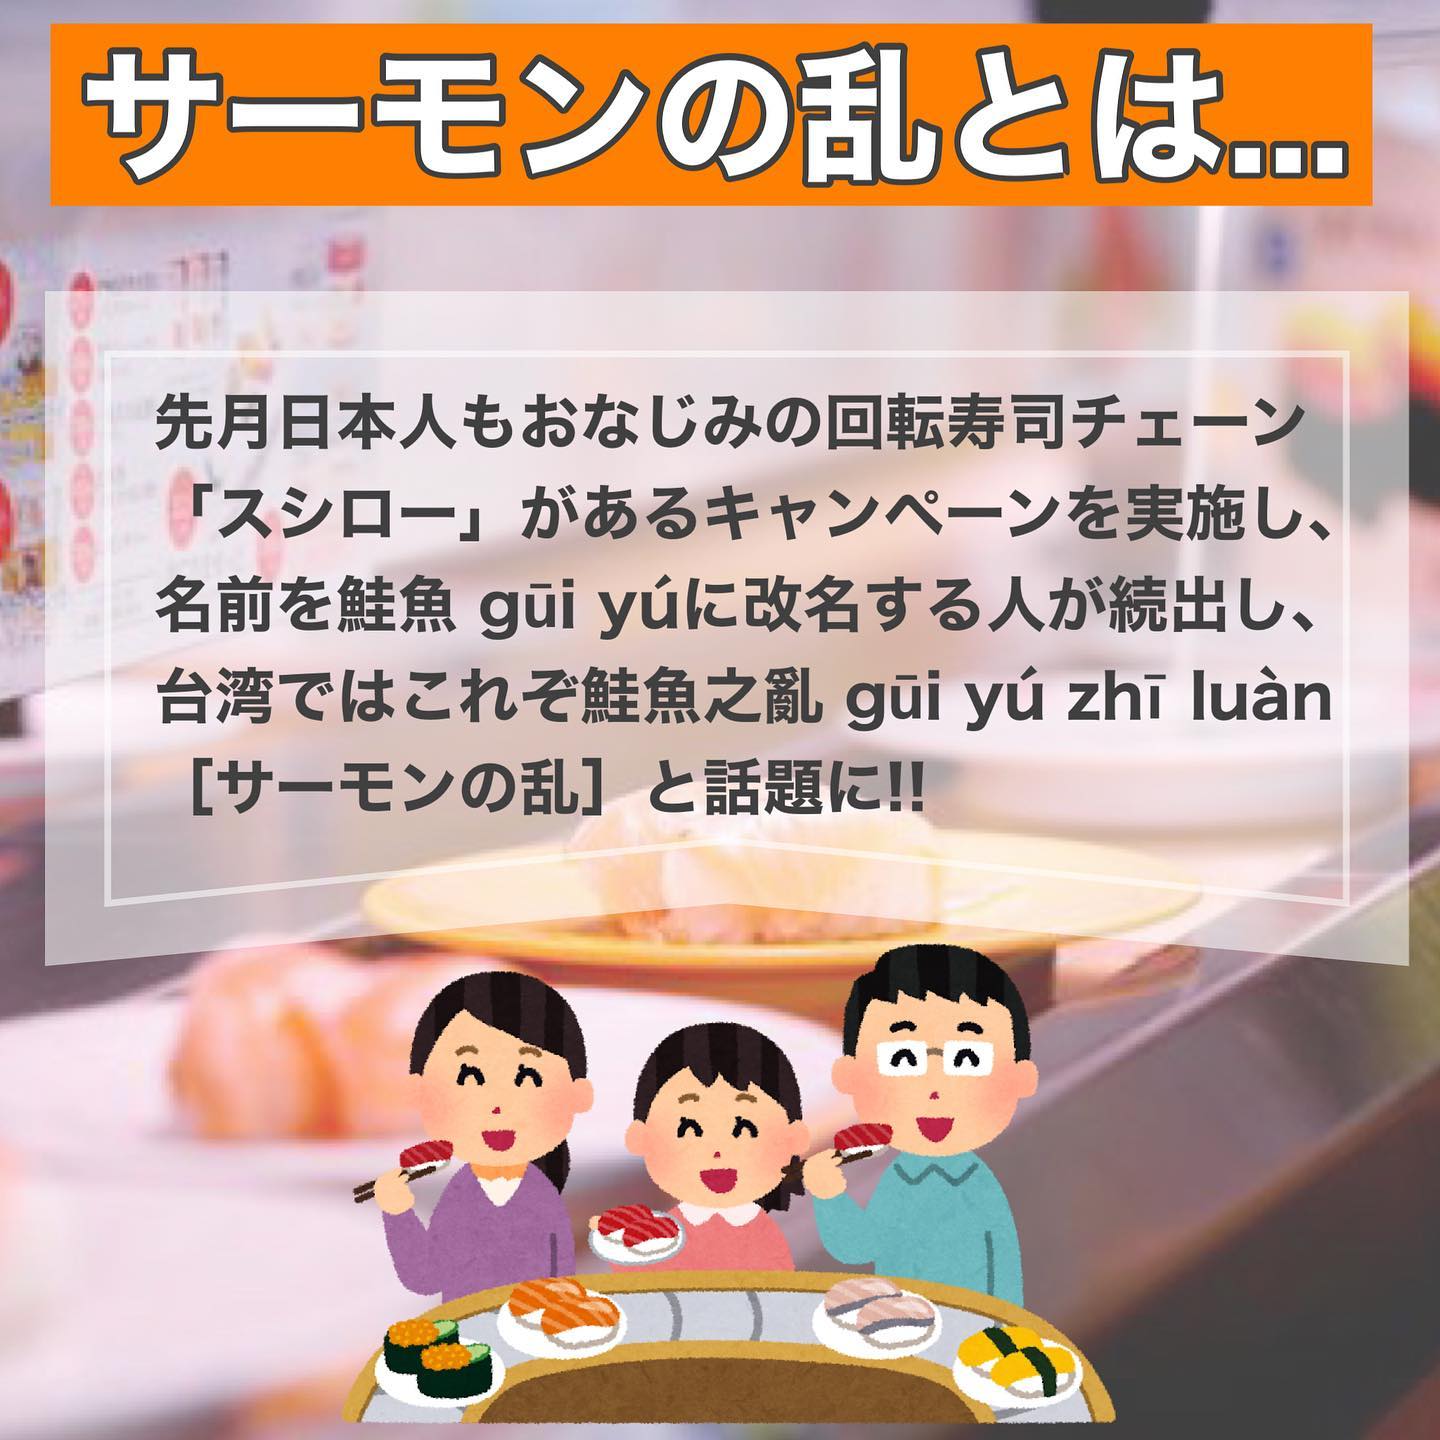 サーモンの乱とは...
先月日本人もおなじみの回転寿司チェーン
「スシロー」があるキャンペーンを実施し、
名前を鮭魚 gūi yúに改名する人が続出し、
台湾ではこれぞ鮭魚之亂 gūi yú zhī luàn
［サーモンの乱］と話題に!!